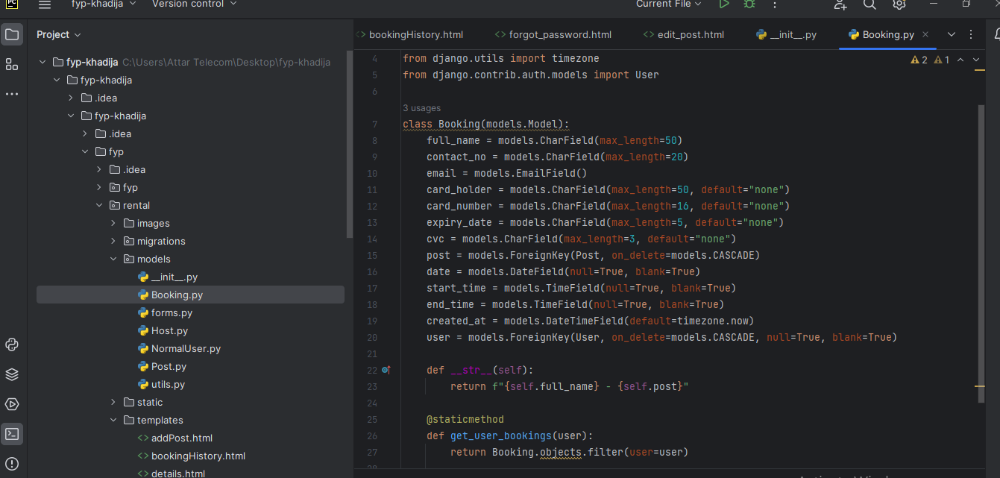 PC
fyp-khadija
Version control
Current File
Project
fyp-khadija C:\Users\Attar Telecom\Desktop\fyp-khadija
fyp-khadija
.idea
fyp-khadija
.idea
fyp
.idea
fyp
rental
images
migrations
models
__init__.py
Booking.py
forms.py
Host.py
NormalUser.py
Post.py
utils.py
static
templates
<> addPost.html
<> bookingHistory.html
<> details.html
<> bookingHistory.html
<> forgot_password.html
<> edit_post.html
__init__.py
Booking.py
2
1
4 from django.utils import timezone
5 from django.contrib.auth.models import User
6
3 usages
7 class Booking(models.Model):
8 full_name = models.CharField(max_length=50)
9 contact_no = models.CharField(max_length=20)
10 email = models.EmailField()
11 card_holder = models.CharField(max_length=50, default="none")
12 card_number = models.CharField(max_length=16, default="none")
13 expiry_date = models.CharField(max_length=5, default="none")
14 cvc = models.CharField(max_length=3, default="none")
15 post = models.ForeignKey(Post, on_delete=models.CASCADE)
16 date = models.DateField(null=True, blank=True)
17 start_time = models.TimeField(null=True, blank=True)
18 end_time = models.TimeField(null=True, blank=True)
19 created_at = models.DateTimeField(default=timezone.now)
20 user = models.ForeignKey(User, on_delete=models.CASCADE, null=True, blank=True)
21
22 def __str__(self):
23 return f"{self.full_name} - {self.post}"
24
25 @staticmethod
26 def get_user_bookings(user):
27 return Booking.objects.filter(user=user)
28